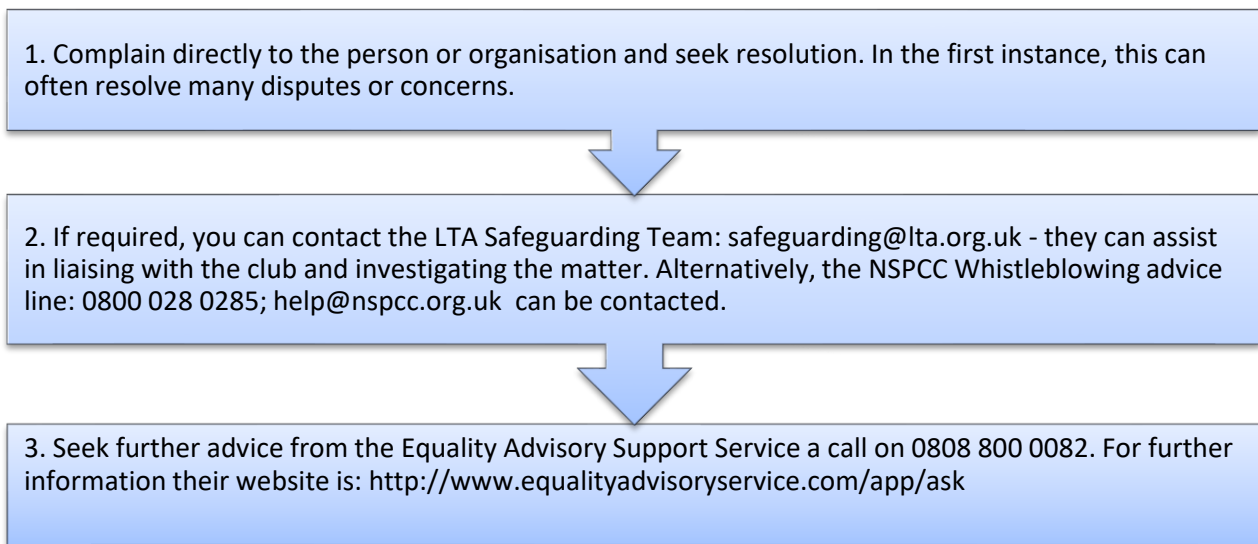 1. Complain directly to the person or organisation and seek resolution. In the first instance, this can
often resolve many disputes or concerns.
2. If required, you can contact the LTA Safeguarding Team: safeguarding@lta.org.uk - they can assist
in liaising with the club and investigating the matter. Alternatively, the NSPCC Whistleblowing advice
line: 0800 028 0285; help@nspcc.org.uk  can be contacted.
3. Seek further advice from the Equality Advisory Support Service a call on 0808 800 0082. For further
information their website is: http://www.equalityadvisoryservice.com/app/ask